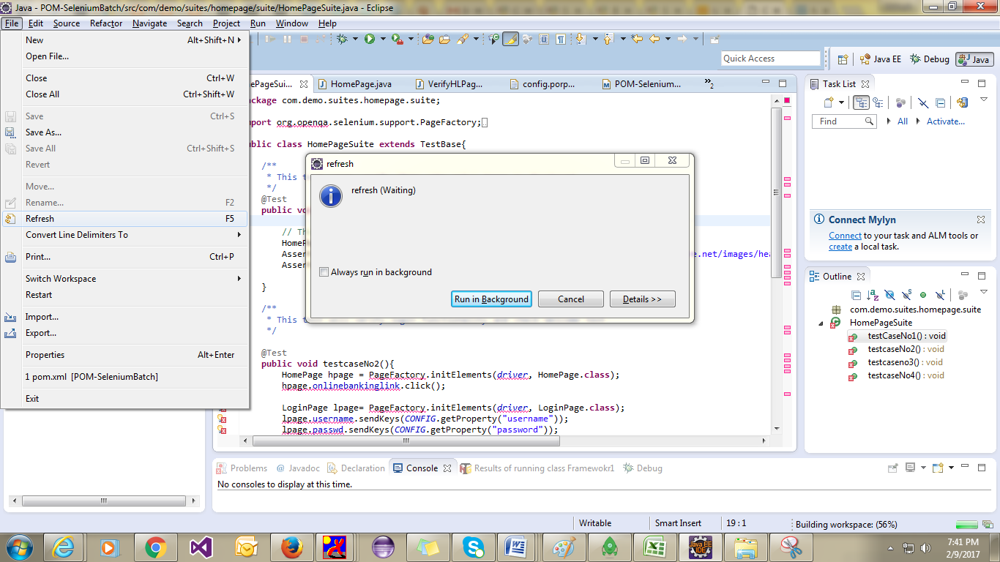 Java - POM-SeleniumBatch/src/com/demo/suites/homepage/suite/HomePageSuite.java - Eclipse
File Edit Source Refactor Navigate Search Project Run Window Help
New Alt+Shift+N
Open File...
Close Ctrl+W
Close All Ctrl+Shift+W
Save Ctrl+S
Save As...
Save All Ctrl+Shift+S
Revert
Move...
Rename... F2
Refresh F5
Convert Line Delimiters To
Print... Ctrl+P
Switch Workspace
Restart
Import...
Export...
Properties Alt+Enter
1 pom.xml [POM-SeleniumBatch]
Exit
Quick Access
Java EE Debug Java
ePageSui... HomePage.java VerifyHLPag... config.porp... POM-Selenium... 2
ackage com.demo.suites.homepage.suite;
port org.openqa.selenium.support.PageFactory;
ublic class HomePageSuite extends TestBase{
/**
* This t
*/
@Test
public voi
// Th
HomeP
Asser e.net/images/hea
Asser
}
/**
*/
@Test
public void testcaseNo2(){
HomePage hpage = PageFactory.initElements(driver, HomePage.class);
hpage.onlinebankinglink.click();
LoginPage lpage= PageFactory.initElements(driver, LoginPage.class);
lpage.username.sendKeys(CONFIG.getProperty("username"));
lpage.passwd.sendKeys(CONFIG.getProperty("password"));
refresh
refresh (Waiting)
Always run in background
Run in Background Cancel Details >>
Task List
Find All Activate...
Connect Mylyn
Connect to your task and ALM tools or
create a local task.
Outline
com.demo.suites.homepage.suite
HomePageSuite
testCaseNo1() : void
testcaseNo2() : void
testcaseno3() : void
testcaseNo4() : void
Problems @ Javadoc Declaration Console Results of running class Framewokr1 Debug
No consoles to display at this time.
Writable Smart Insert 19 : 1 Building workspace: (56%)
Java EE
IDE
7:41 PM
2/9/2017